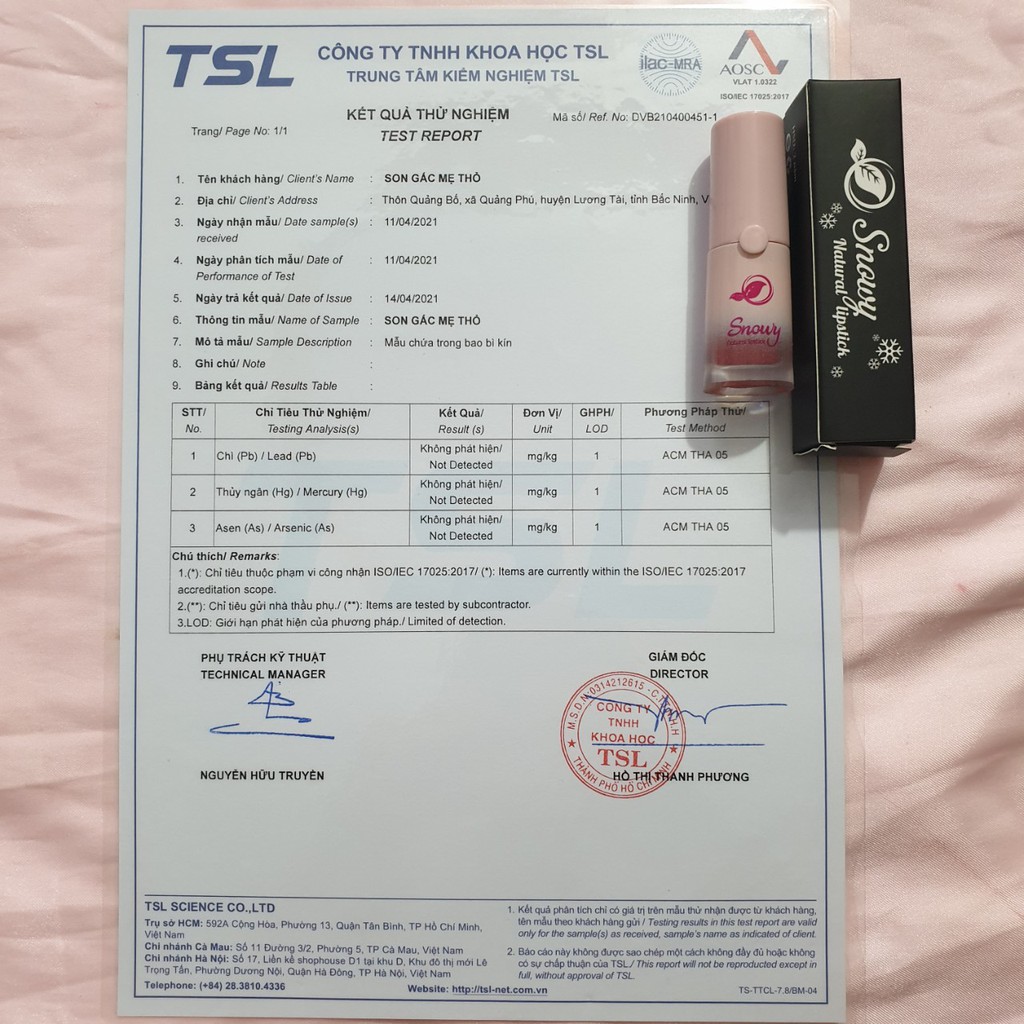 TSL
CÔNG TY TNHH KHOA HỌC TSL
TRUNG TÂM KIỂM NGHIỆM TSL
ilac-MRA
AOSC
VLAT 1.0322
ISO/IEC 17025:2017
Trang/ Page No: 1/1
KẾT QUẢ THỬ NGHIỆM
TEST REPORT
Mã số/ Ref. No: DVB210400451-1
1. Tên khách hàng/ Client's Name : SON GẤC MẸ THỎ
2. Địa chỉ/ Client's Address : Thôn Quảng Bố, xã Quảng Phú, huyện Lương Tài, tỉnh Bắc Ninh, V
3. Ngày nhận mẫu/ Date sample(s) : 11/04/2021
received
4. Ngày phân tích mẫu/ Date of : 11/04/2021
Performance of Test
5. Ngày trả kết quả/ Date of Issue : 14/04/2021
6. Thông tin mẫu/ Name of Sample : SON GẤC MẸ THỎ
7. Mô tả mẫu/ Sample Description : Mẫu chứa trong bao bì kín
8. Ghi chú/ Note :
9. Bảng kết quả/ Results Table :
STT/ Chỉ Tiêu Thử Nghiệm/ Kết Quả/ Đơn Vị/ GHPH/ Phương Pháp Thử/
No. Testing Analysis(s) Result (s) Unit LOD Test Method
1 Chì (Pb) / Lead (Pb) Không phát hiện/ Not Detected mg/kg 1 ACM THA 05
2 Thủy ngân (Hg) / Mercury (Hg) Không phát hiện/ Not Detected mg/kg 1 ACM THA 05
3 Asen (As) / Arsenic (As) Không phát hiện/ Not Detected mg/kg 1 ACM THA 05
Chú thích/ Remarks:
1.(*): Chỉ tiêu thuộc phạm vi công nhận ISO/IEC 17025:2017/ (*): Items are currently within the ISO/IEC 17025:2017
accreditation scope.
2.(**): Chỉ tiêu gửi nhà thầu phụ./ (**): Items are tested by subcontractor.
3.LOD: Giới hạn phát hiện của phương pháp./ Limited of detection.
PHỤ TRÁCH KỸ THUẬT
TECHNICAL MANAGER
NGUYỄN HỮU TRUYỀN
GIÁM ĐỐC
DIRECTOR
M.S.D.N:0314212615 - C.T.T.N.H.H
CÔNG TY
TNHH
KHOA HỌC
TSL
THÀNH PHỐ HỒ CHÍ MINH
HỒ THỊ THANH PHƯƠNG
TSL SCIENCE CO.,LTD
Trụ sở HCM: 592A Cộng Hòa, Phường 13, Quận Tân Bình, TP Hồ Chí Minh,
Việt Nam
Chi nhánh Cà Mau: Số 11 Đường 3/2, Phường 5, TP Cà Mau, Việt Nam
Chi nhánh Hà Nội: Số 17, Liền kề shophouse D1 tại khu D, Khu đô thị mới Lê
Trọng Tấn, Phường Dương Nội, Quận Hà Đông, TP Hà Nội, Việt Nam
Telephone: (+84) 28.3810.4336
Website: http://tsl-net.com.vn
1. Kết quả phân tích chỉ có giá trị trên mẫu thử nhận được từ khách hàng,
tên mẫu theo khách hàng gửi / Testing results in this test report are valid
only for the sample(s) as received, sample's name as indicated of client.
2. Báo cáo này không được sao chép một cách không đầy đủ hoặc không
có sự chấp thuận của TSL./ This report will not be reproduced except in
full, without approval of TSL.
TS-TTCL-7.8/BM-04
Snowy
natural lipstick
Snowy
Natural lipstick